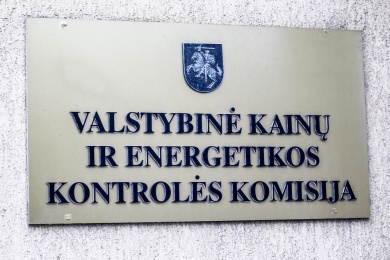 VALSTYBINĖ KAINŲ
IR ENERGETIKOS
KONTROLĖS KOMISIJA